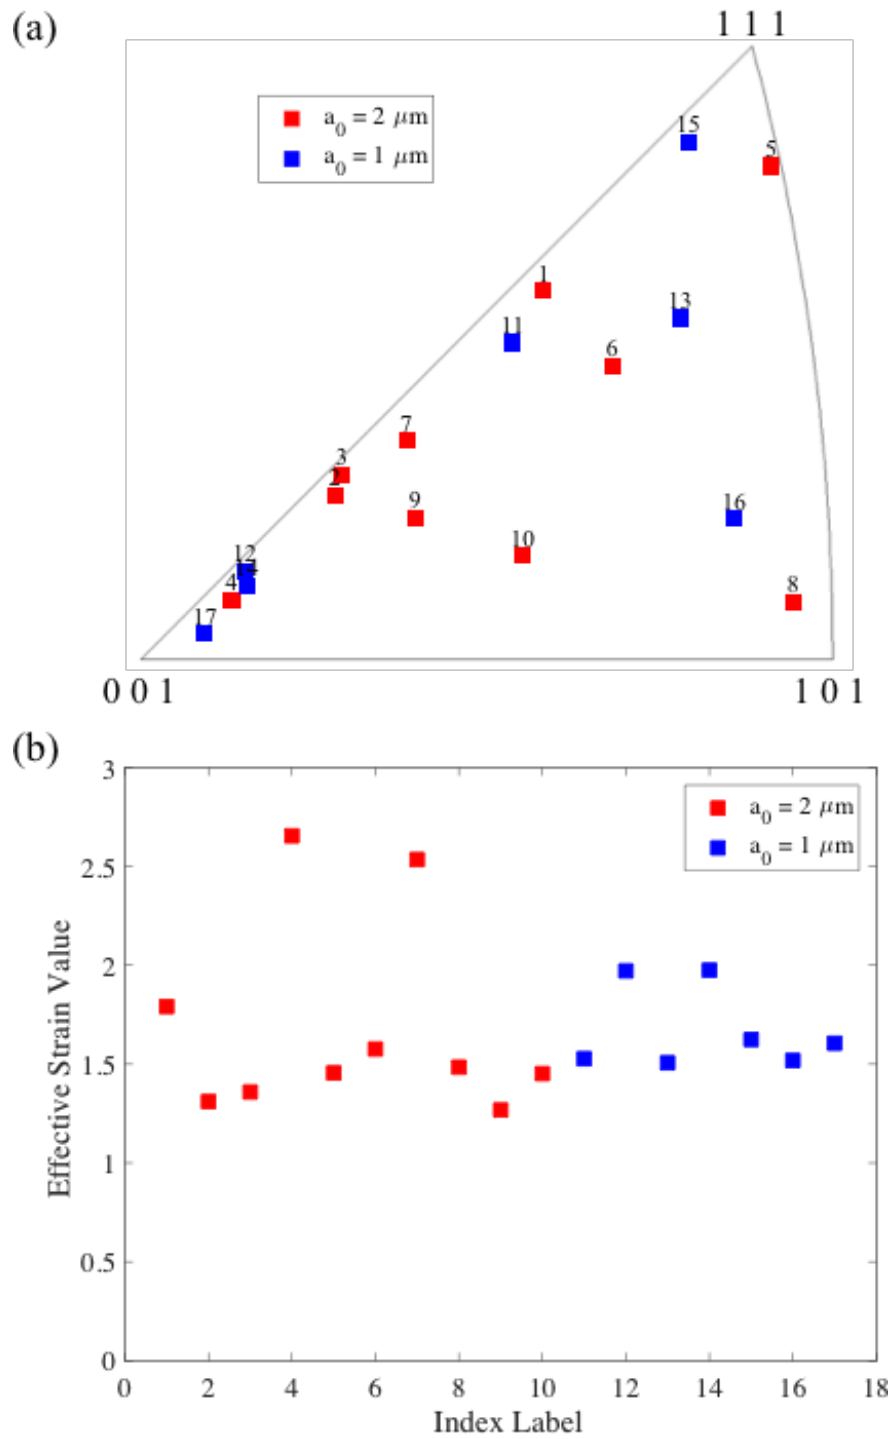 (a)
1 1 1
a₀ = 2 μm
a₀ = 1 μm
15
5
1
13
11
6
7
3
2
9
16
10
12
14
4
8
17
0 0 1
1 0 1
(b)
3
2.5
2
1.5
1
0.5
0
Effective Strain Value
a₀ = 2 μm
a₀ = 1 μm
0 2 4 6 8 10 12 14 16 18
Index Label